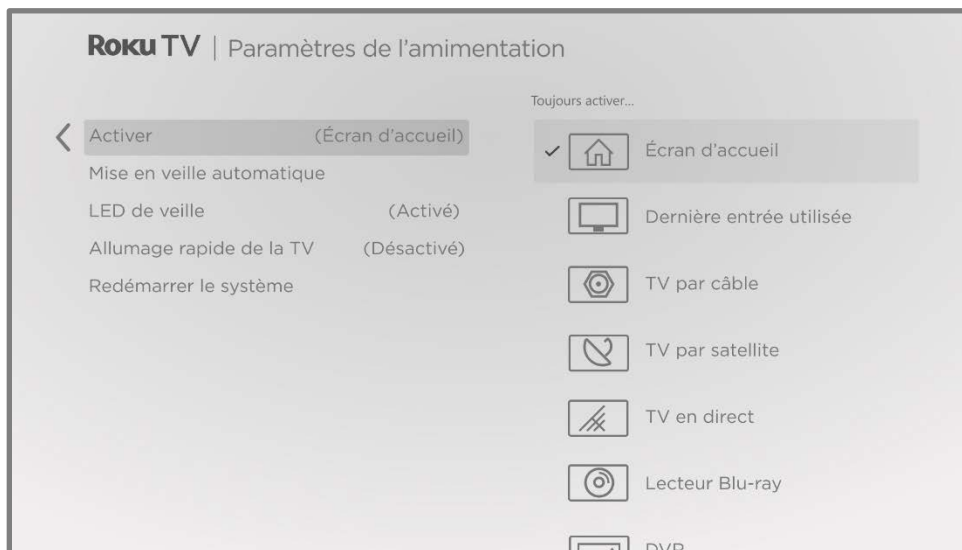 Roku TV | Paramètres de l'amimentation
Activer (Écran d'accueil)
Mise en veille automatique
LED de veille (Activé)
Allumage rapide de la TV (Désactivé)
Redémarrer le système
Toujours activer...
Écran d'accueil
Dernière entrée utilisée
TV par câble
TV par satellite
TV en direct
Lecteur Blu-ray
DVR